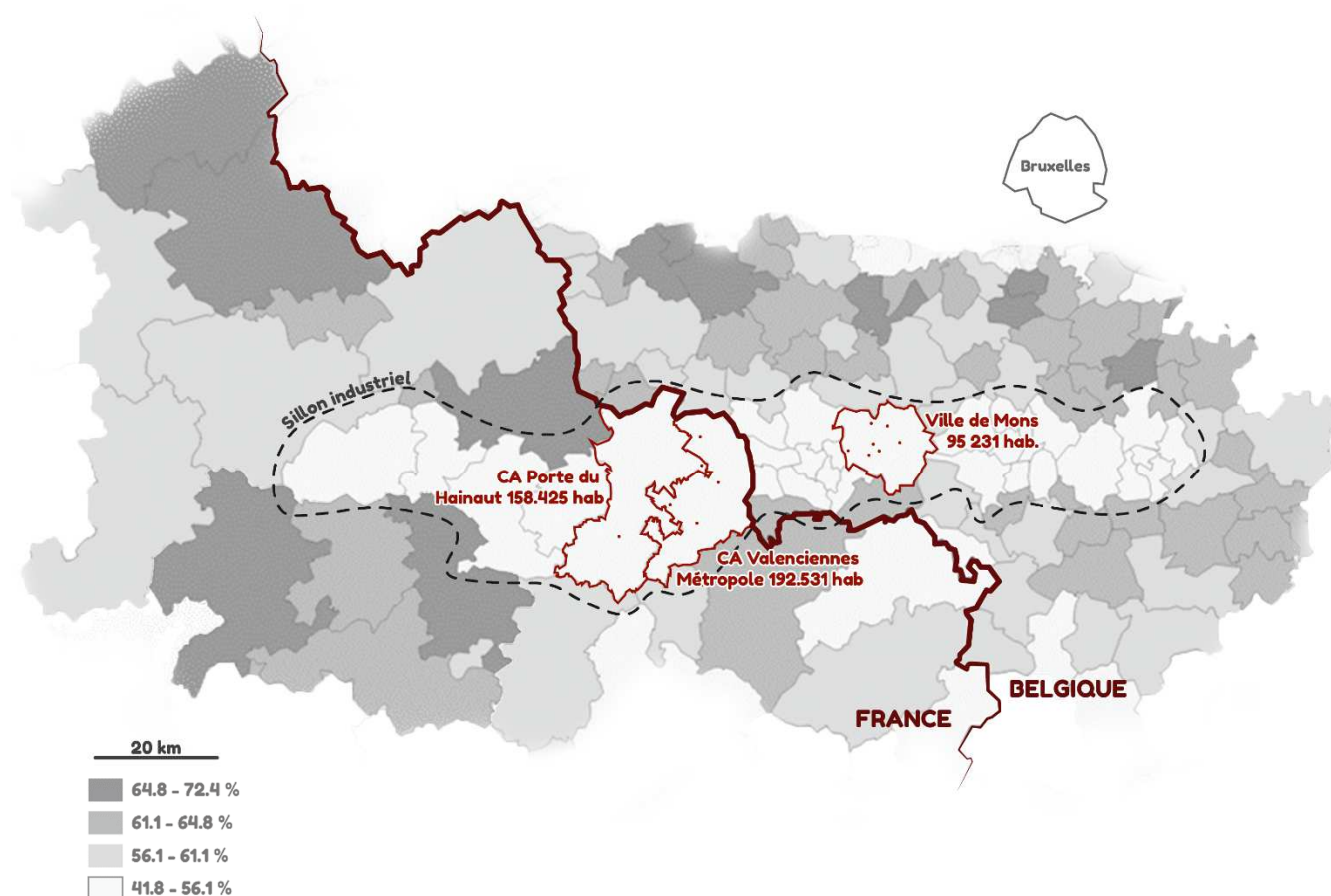 Bruxelles
Sillon industriel
Ville de Mons
95 231 hab.
CA Porte du
Hainaut 158.425 hab
CA Valenciennes
Métropole 192.531 hab
BELGIQUE
FRANCE
20 km
64.8 - 72.4 %
61.1 - 64.8 %
56.1 - 61.1 %
41.8 - 56.1 %